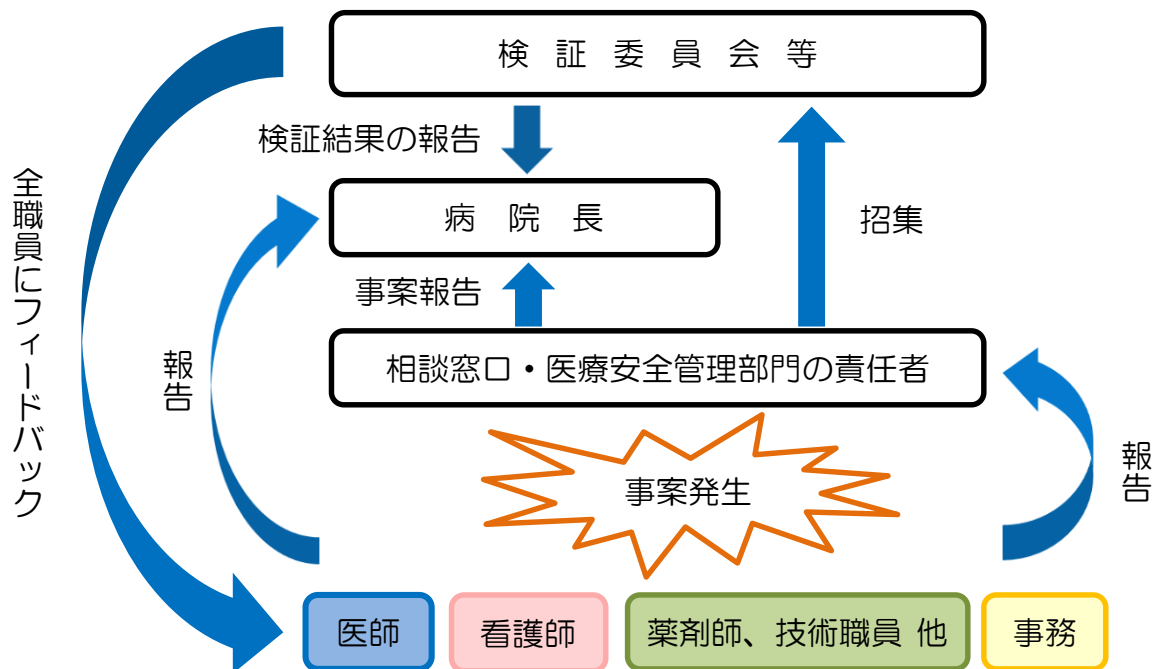 検証委員会等
検証結果の報告
病院長
招集
事案報告
相談窓口・医療安全管理部門の責任者
全職員にフィードバック
報告
報告
事案発生
医師
看護師
薬剤師、技術職員 他
事務